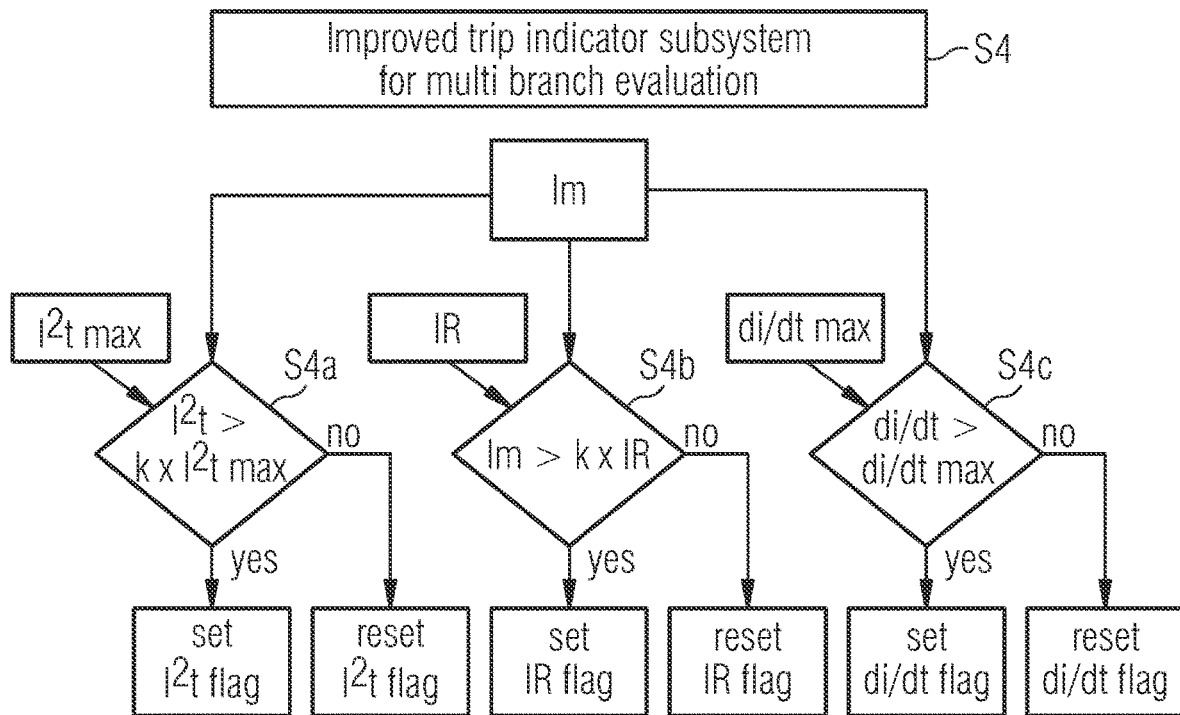 Improved trip indicator subsystem
for multi branch evaluation
S4
Im
I²t max
IR
di/dt max
S4a
S4b
S4c
I²t >
k x I²t max
no
Im > k x IR
no
di/dt >
di/dt max
no
yes
yes
yes
set
I²t flag
reset
I²t flag
set
IR flag
reset
IR flag
set
di/dt flag
reset
di/dt flag